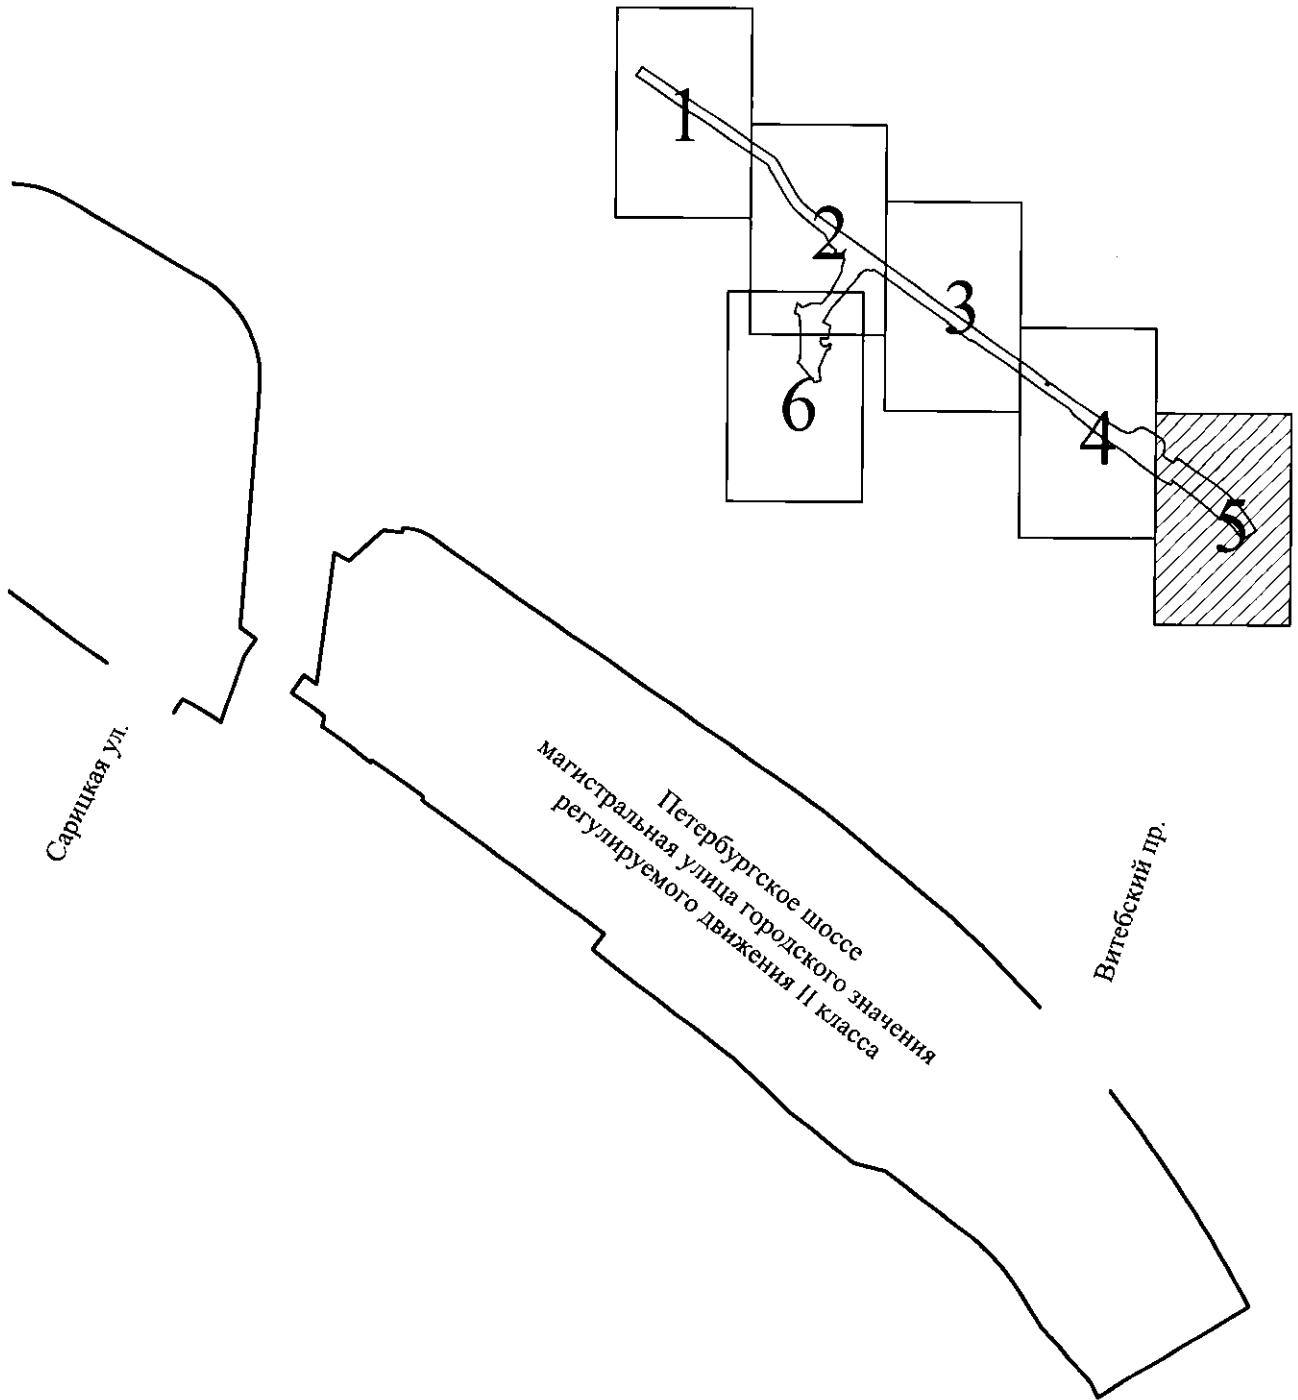 1
2
3
6
4
5
Сарицкая ул.
Петербургское шоссе
магистральная улица городского значения
регулируемого движения II класса
Витебский пр.